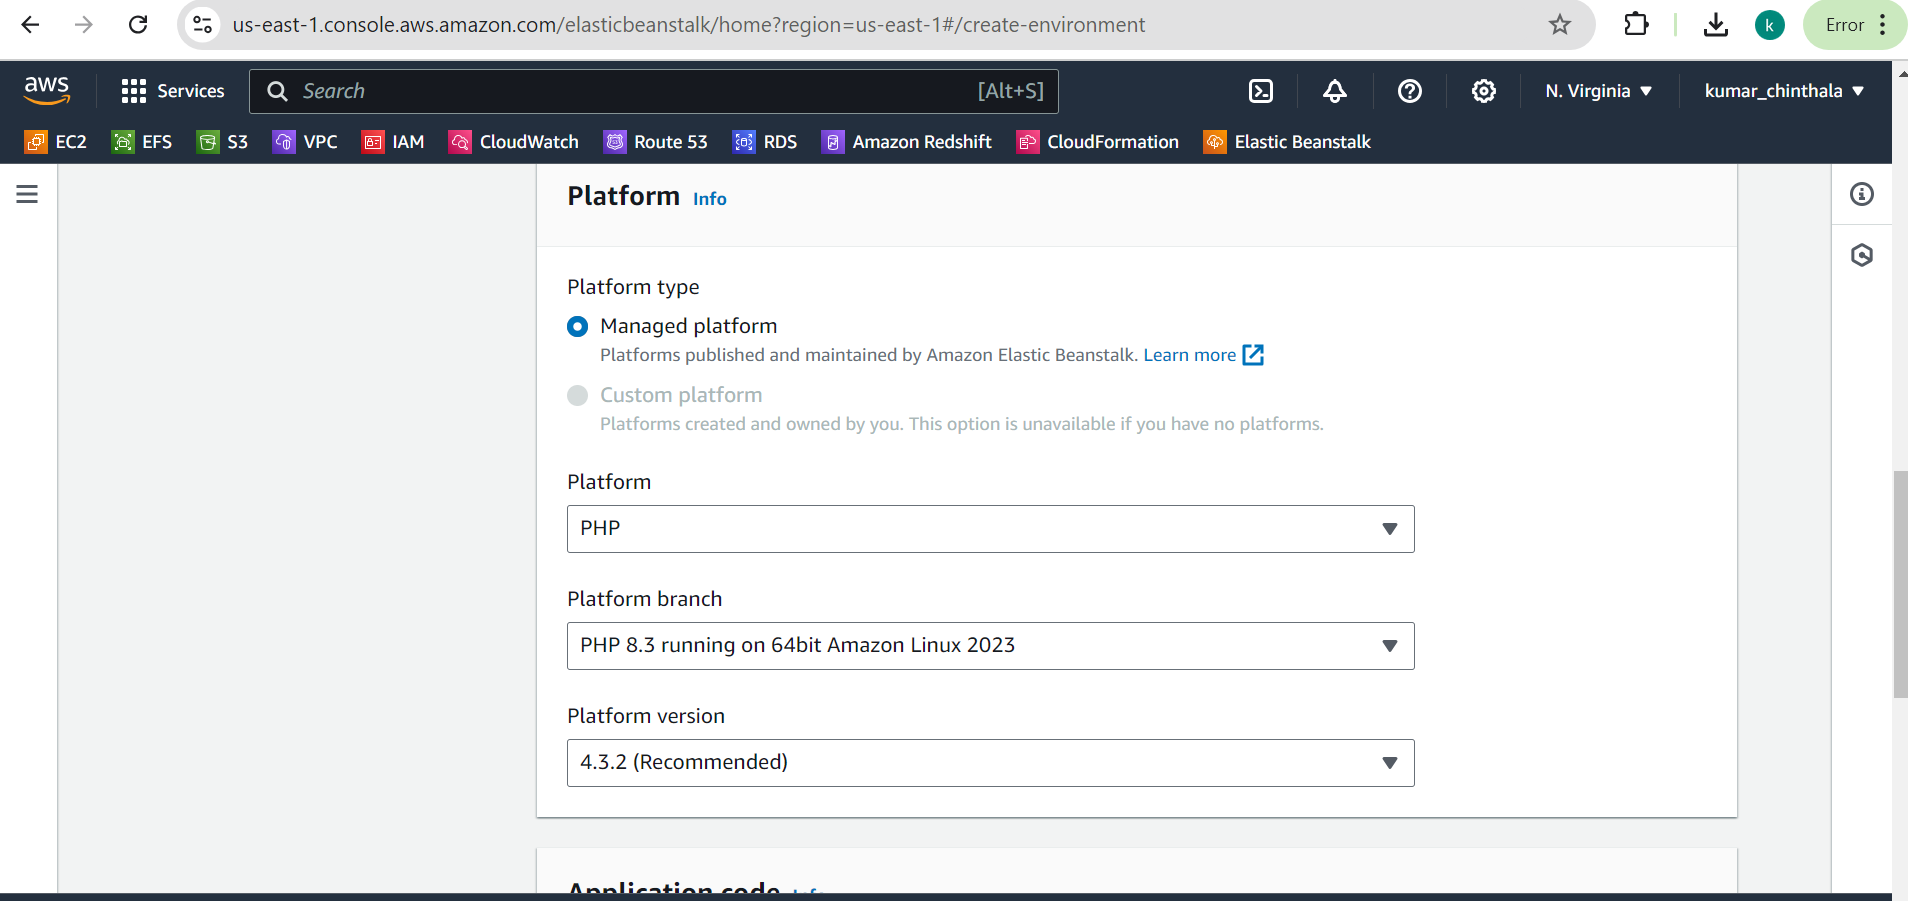 us-east-1.console.aws.amazon.com/elasticbeanstalk/home?region=us-east-1#/create-environment
k
Error
aws
Services
Search
[Alt+S]
N. Virginia
kumar_chinthala
EC2
EFS
S3
VPC
IAM
CloudWatch
Route 53
RDS
Amazon Redshift
CloudFormation
Elastic Beanstalk
Platform Info
Platform type
Managed platform
Platforms published and maintained by Amazon Elastic Beanstalk. Learn more
Custom platform
Platforms created and owned by you. This option is unavailable if you have no platforms.
Platform
PHP
Platform branch
PHP 8.3 running on 64bit Amazon Linux 2023
Platform version
4.3.2 (Recommended)
Application code Info